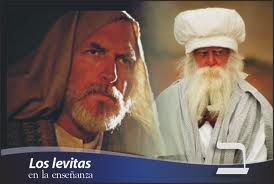 Los levitas
en la enseñanza
ב